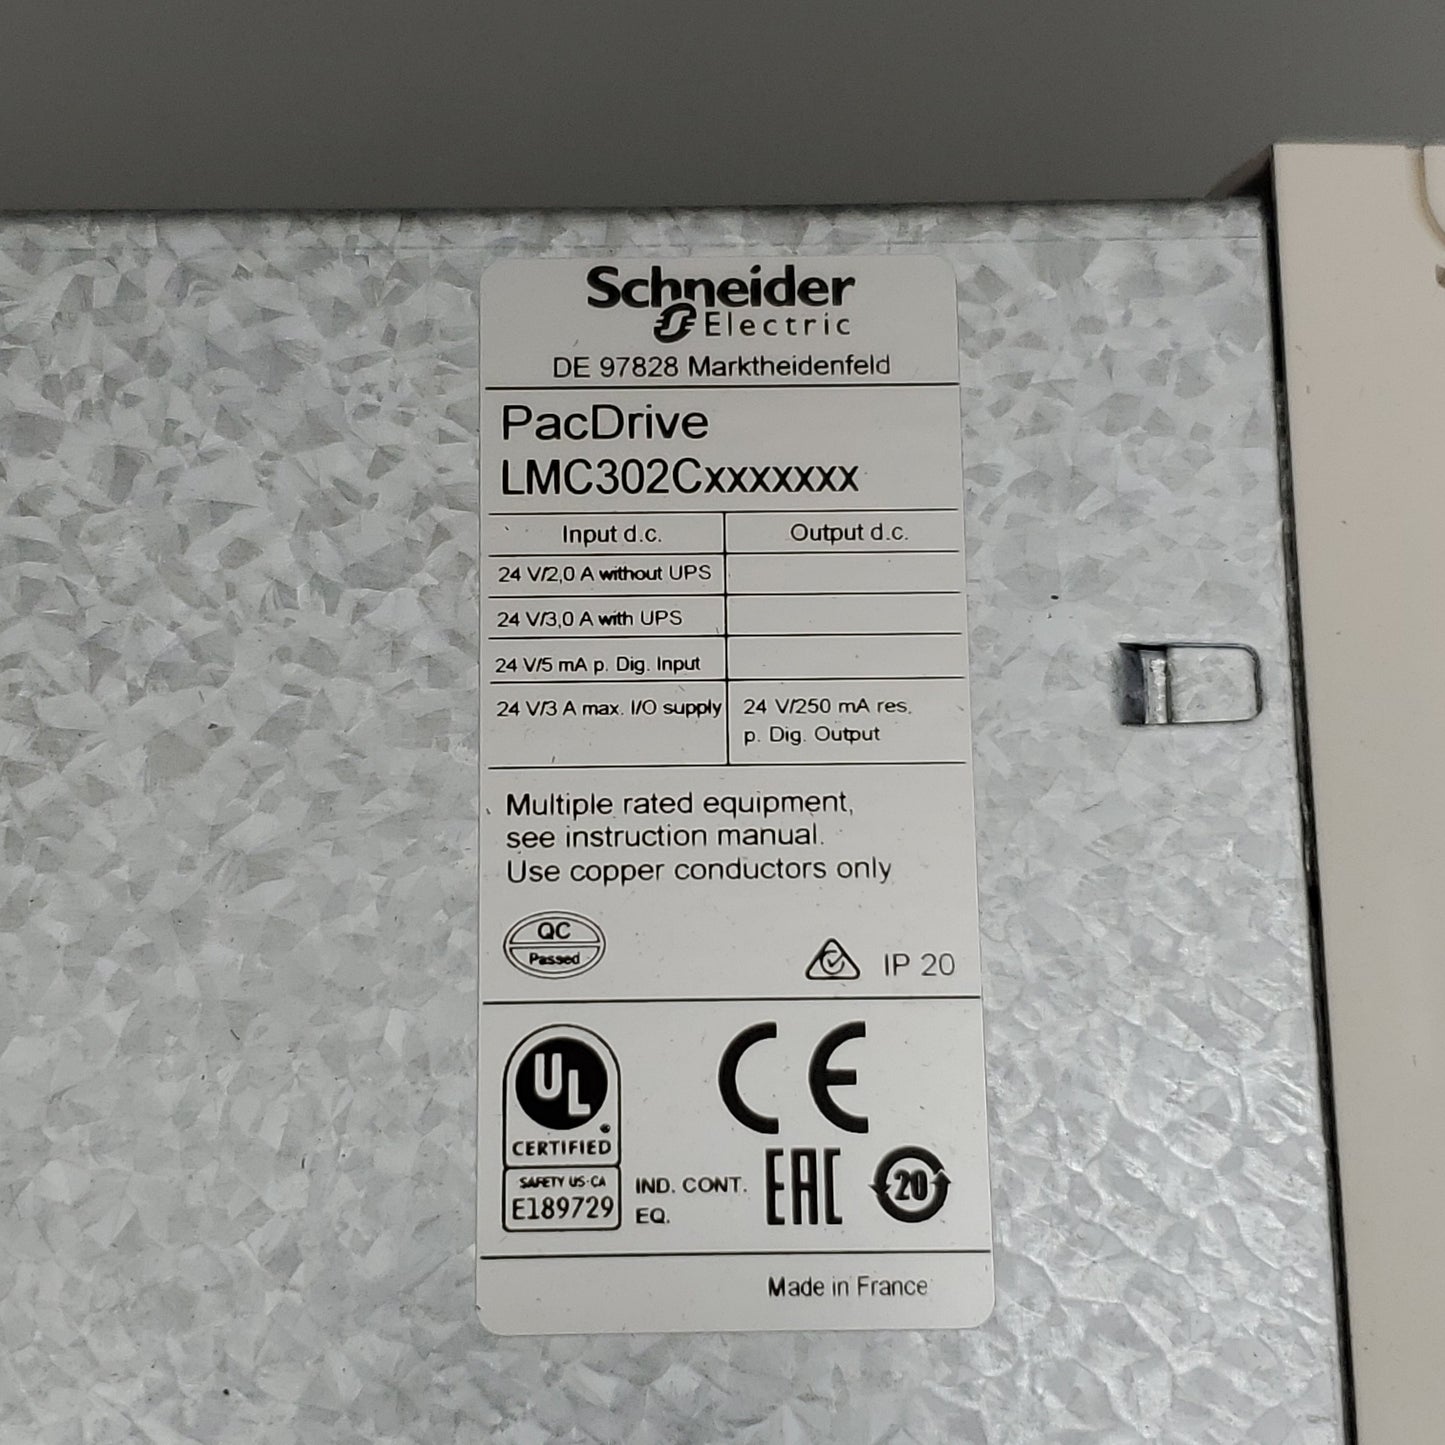 Schneider
Electric
DE 97828 Marktheidenfeld
PacDrive
LMC302Cxxxxxxx
Input d.c. Output d.c.
24 V/2,0 A without UPS
24 V/3,0 A with UPS
24 V/5 mA p. Dig. Input
24 V/3 A max. I/O supply 24 V/250 mA res.
p. Dig. Output
Multiple rated equipment,
see instruction manual.
Use copper conductors only
QC
Passed
IP 20
UL
CERTIFIED
SAFETY US-CA
E189729
IND. CONT.
EQ.
CE
EAC
20
Made in France